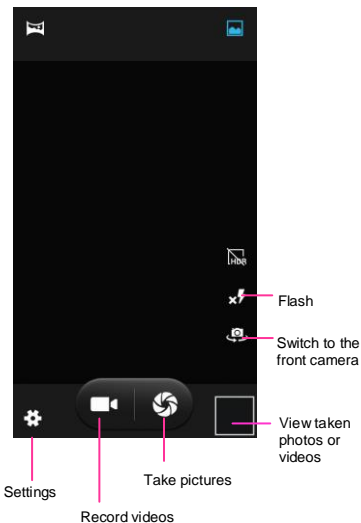 HDR
Flash
Switch to the
front camera
View taken
photos or
videos
Take pictures
Settings
Record videos